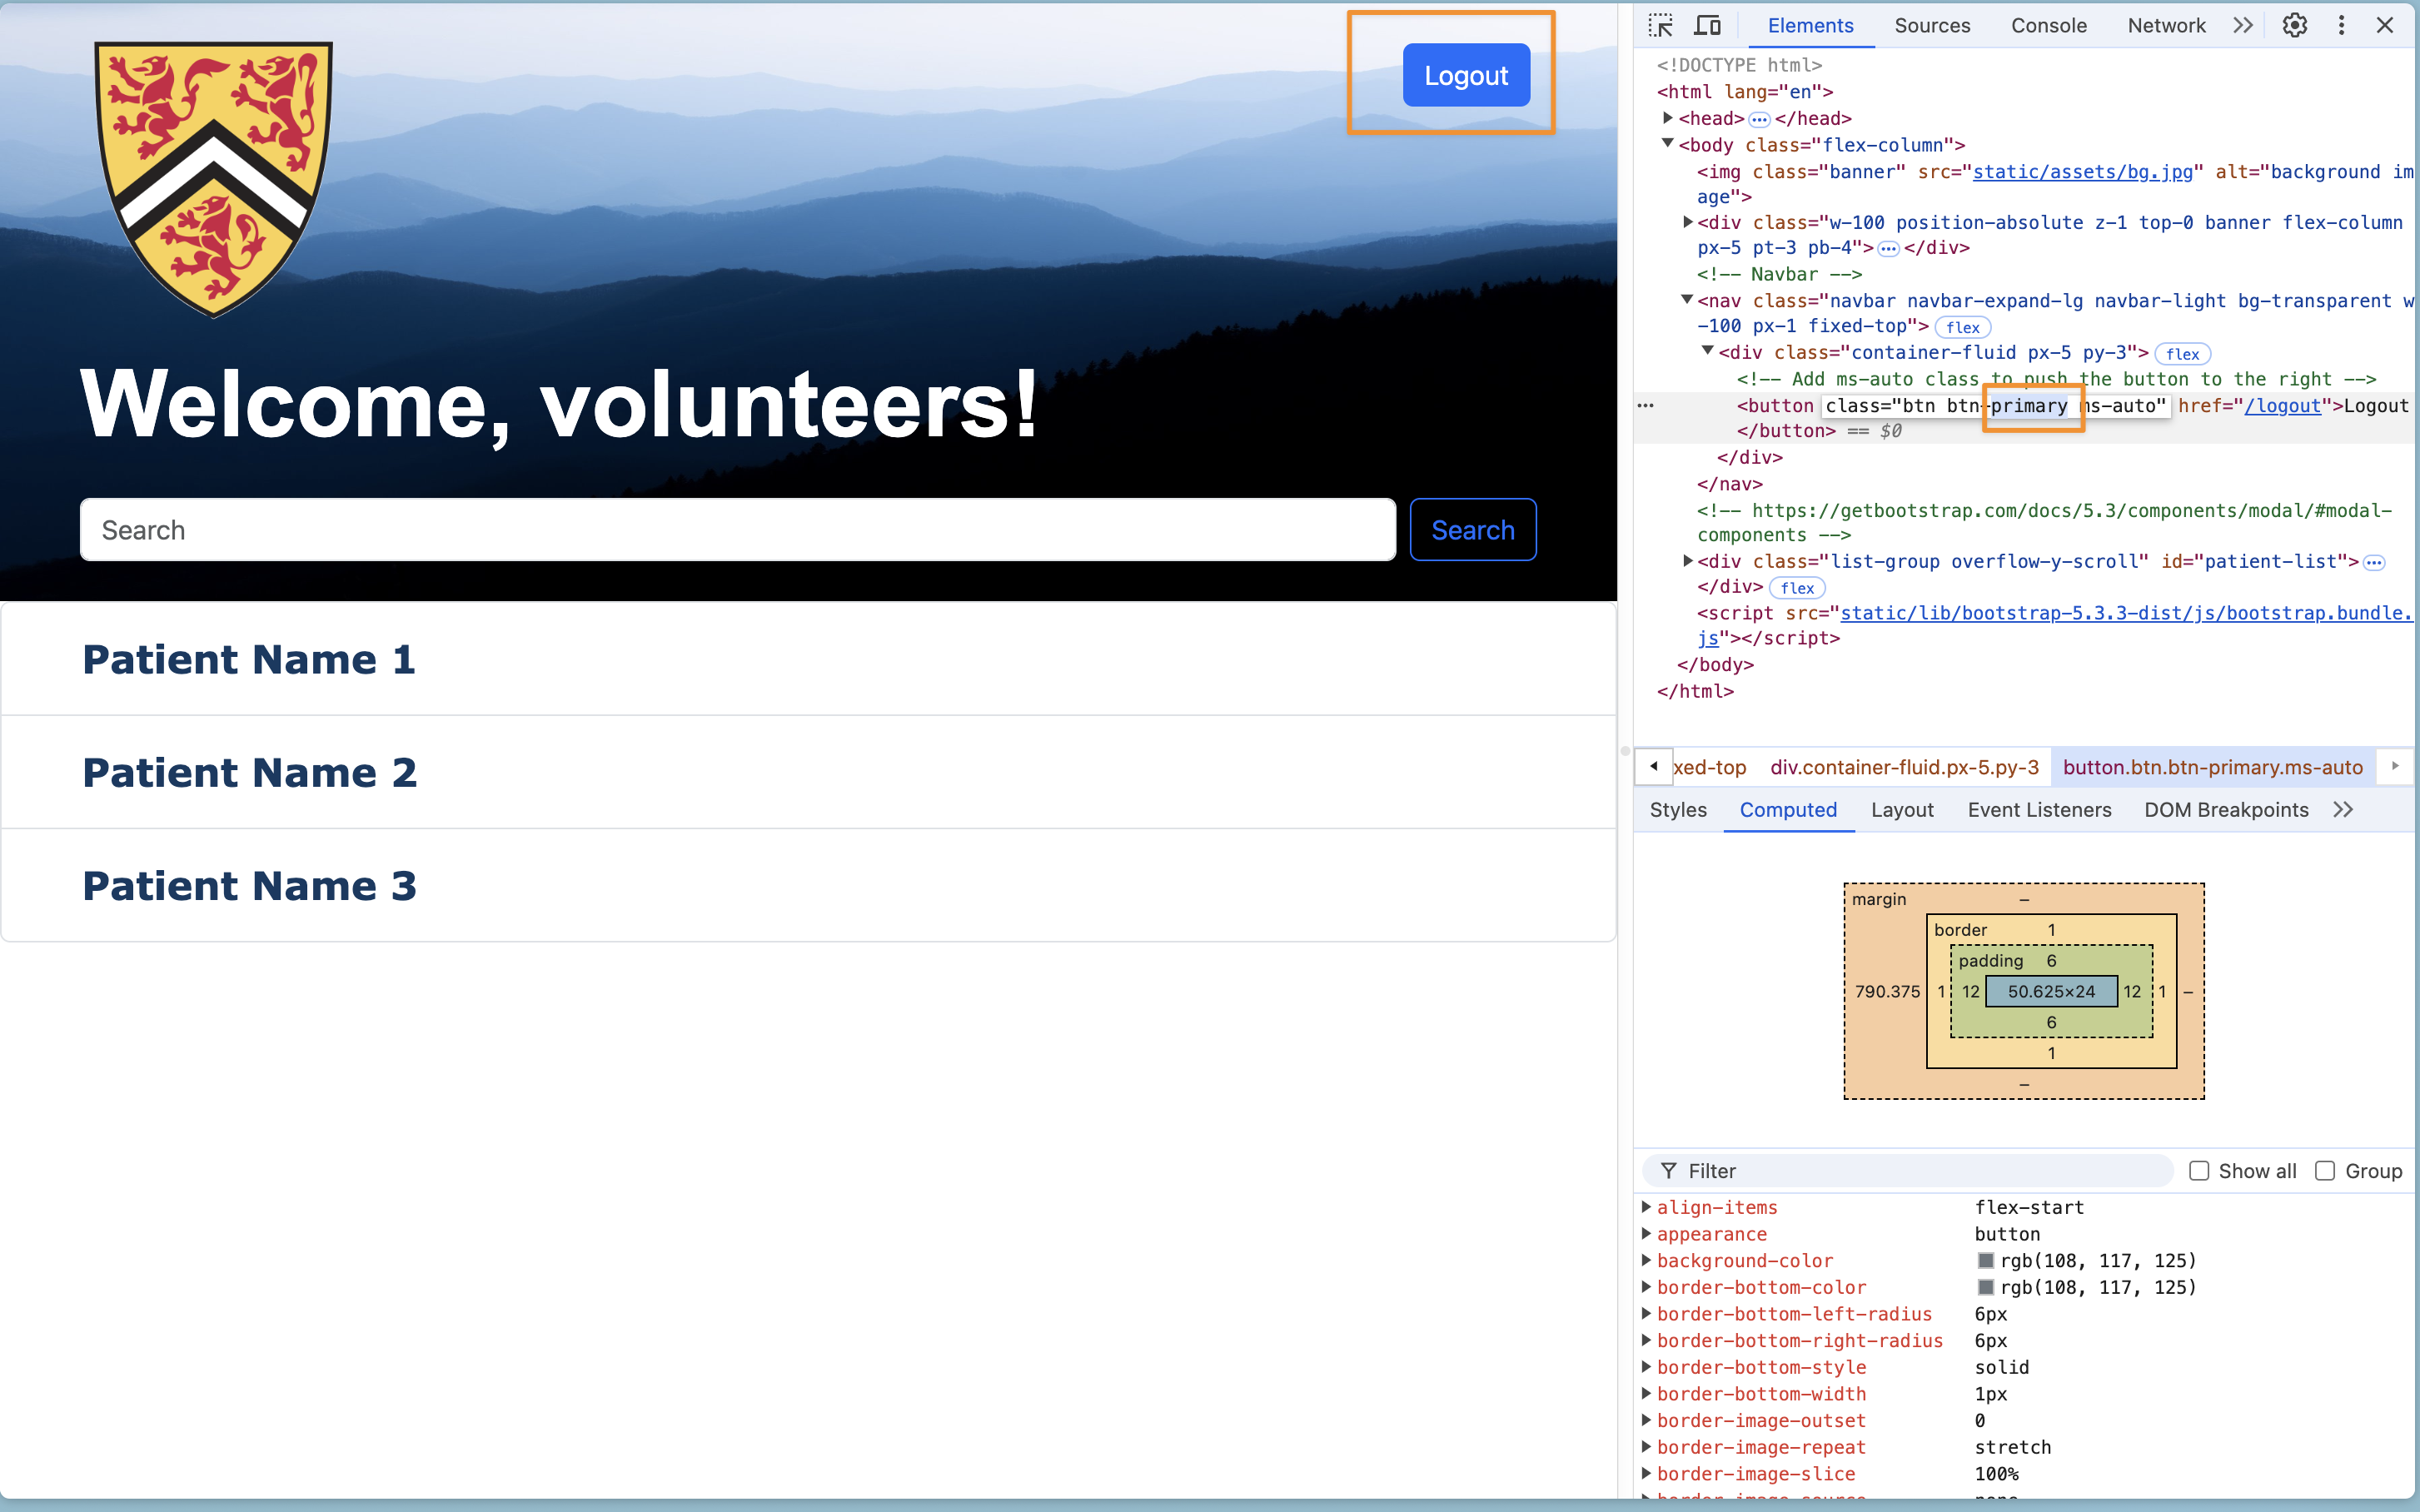 Logout
Welcome, volunteers!
Search
Search
Patient Name 1
Patient Name 2
Patient Name 3
Elements Sources Console Network
<!DOCTYPE html>
<html lang="en">
<head> </head>
<body class="flex-column">
<img class="banner" src="static/assets/bg.jpg" alt="background im
age">
<div class="w-100 position-absolute z-1 top-0 banner flex-column
px-5 pt-3 pb-4"> </div>
<!-- Navbar -->
<nav class="navbar navbar-expand-lg navbar-light bg-transparent w
-100 px-1 fixed-top"> flex
<div class="container-fluid px-5 py-3"> flex
<!-- Add ms-auto class to push the button to the right -->
<button class="btn btn-primary ms-auto" href="/logout">Logout
</button> == $0
</div>
</nav>
<!-- https://getbootstrap.com/docs/5.3/components/modal/#modal-
components -->
<div class="list-group overflow-y-scroll" id="patient-list">
</div> flex
<script src="static/lib/bootstrap-5.3.3-dist/js/bootstrap.bundle.
js"></script>
</body>
</html>
xed-top div.container-fluid.px-5.py-3 button.btn.btn-primary.ms-auto
Styles Computed Layout Event Listeners DOM Breakpoints
margin –
border 1
padding 6
790.375 1 12 50.625×24 12 1 –
6
1
–
Filter Show all Group
align-items flex-start
appearance button
background-color rgb(108, 117, 125)
border-bottom-color rgb(108, 117, 125)
border-bottom-left-radius 6px
border-bottom-right-radius 6px
border-bottom-style solid
border-bottom-width 1px
border-image-outset 0
border-image-repeat stretch
border-image-slice 100%